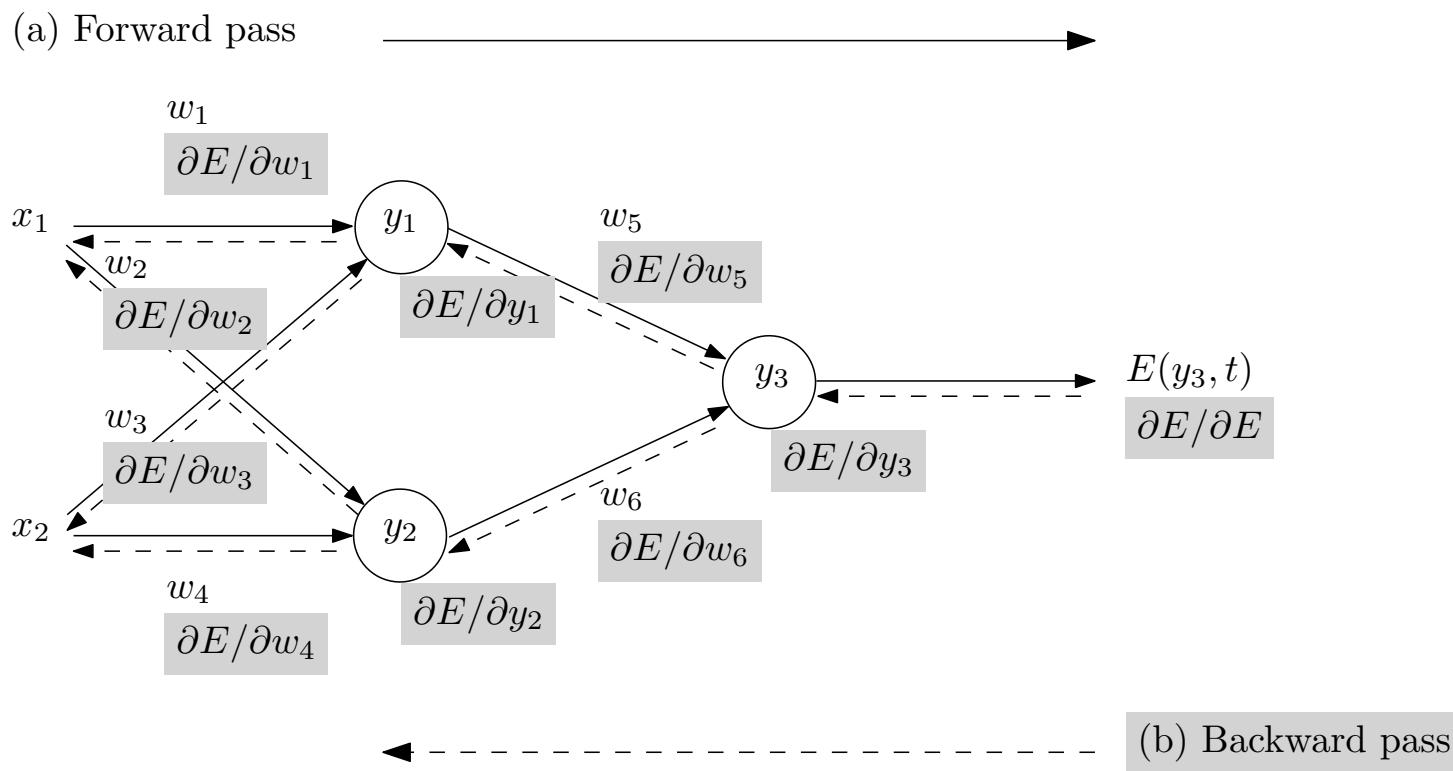 (a) Forward pass
w₁
∂E/∂w₁
x₁
y₁
w₅
w₂
∂E/∂w₅
∂E/∂y₁
∂E/∂w₂
y₃
E(y₃, t)
w₃
∂E/∂E
∂E/∂w₃
∂E/∂y₃
w₆
x₂
y₂
∂E/∂w₆
w₄
∂E/∂y₂
∂E/∂w₄
(b) Backward pass